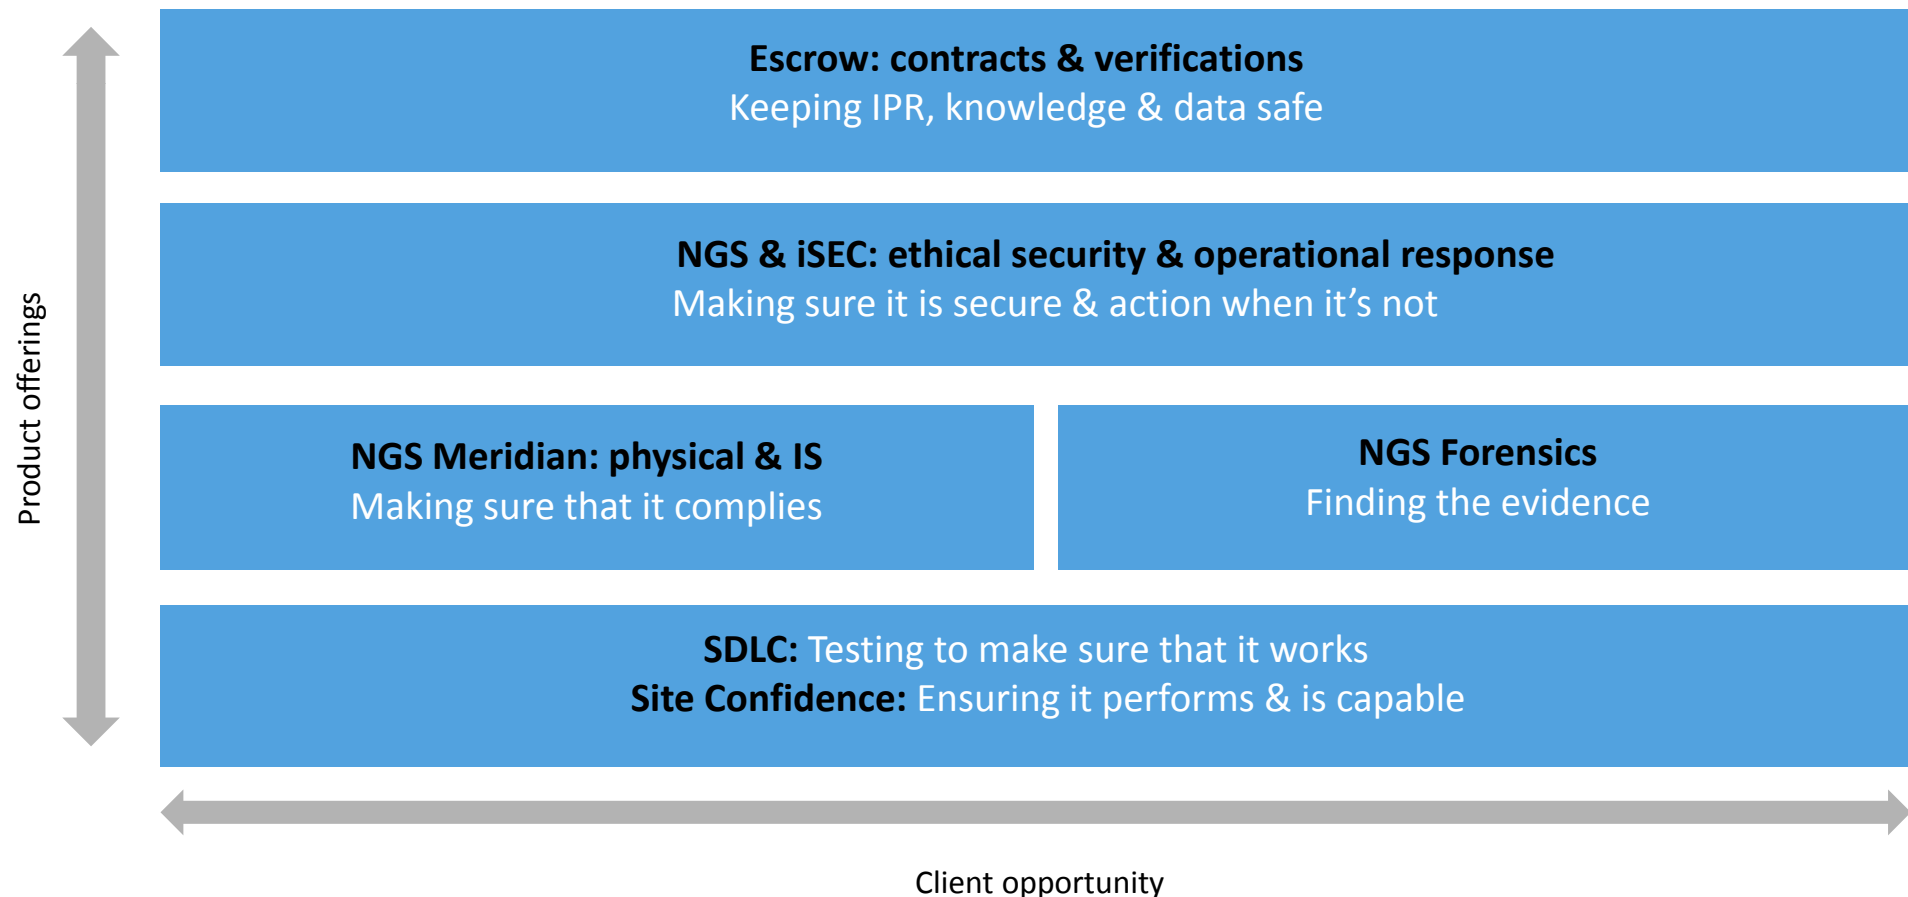 Escrow: contracts & verifications
Keeping IPR, knowledge & data safe
NGS & iSEC: ethical security & operational response
Making sure it is secure & action when it’s not
Product offerings
NGS Meridian: physical & IS
Making sure that it complies
NGS Forensics
Finding the evidence
SDLC: Testing to make sure that it works
Site Confidence: Ensuring it performs & is capable
Client opportunity